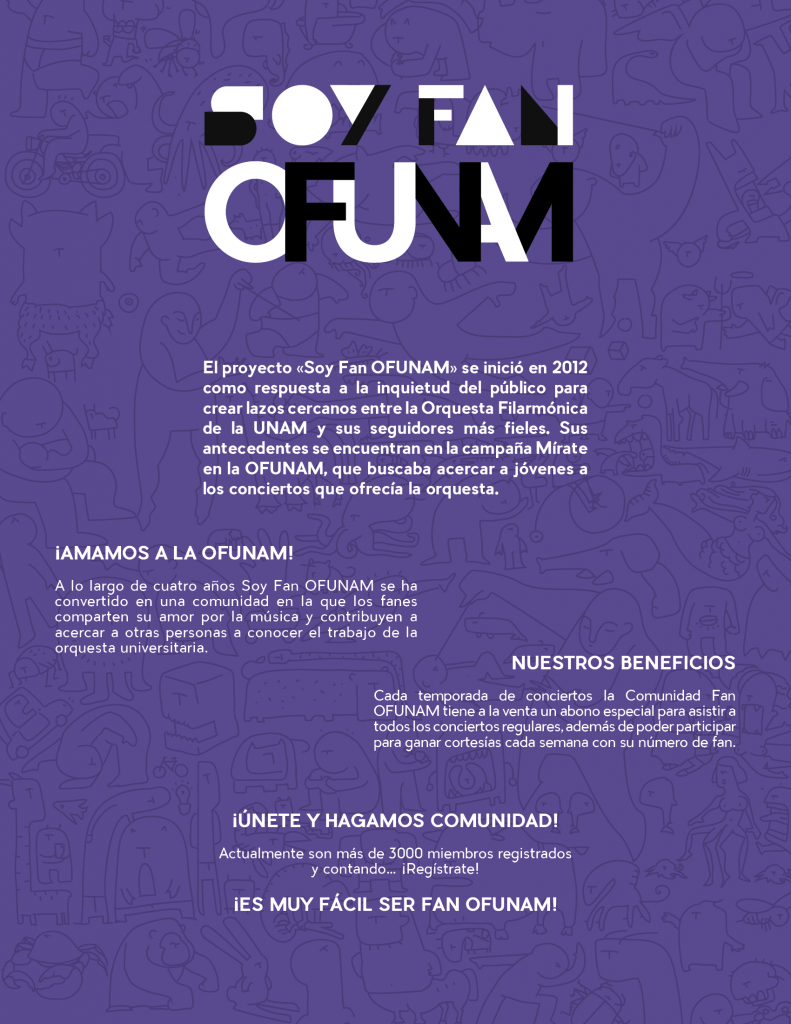 SOY FAN
OFUNAM
El proyecto «Soy Fan OFUNAM» se inició en 2012
como respuesta a la inquietud del público para
crear lazos cercanos entre la Orquesta Filarmónica
de la UNAM y sus seguidores más fieles. Sus
antecedentes se encuentran en la campaña Mírate
en la OFUNAM, que buscaba acercar a jóvenes a
los conciertos que ofrecía la orquesta.
¡AMAMOS A LA OFUNAM!
A lo largo de cuatro años Soy Fan OFUNAM se ha
convertido en una comunidad en la que los fanes
comparten su amor por la música y contribuyen a
acercar a otras personas a conocer el trabajo de la
orquesta universitaria.
NUESTROS BENEFICIOS
Cada temporada de conciertos la Comunidad Fan
OFUNAM tiene a la venta un abono especial para asistir a
todos los conciertos regulares, además de poder participar
para ganar cortesías cada semana con su número de fan.
¡ÚNETE Y HAGAMOS COMUNIDAD!
Actualmente son más de 3000 miembros registrados
y contando... ¡Regístrate!
¡ES MUY FÁCIL SER FAN OFUNAM!